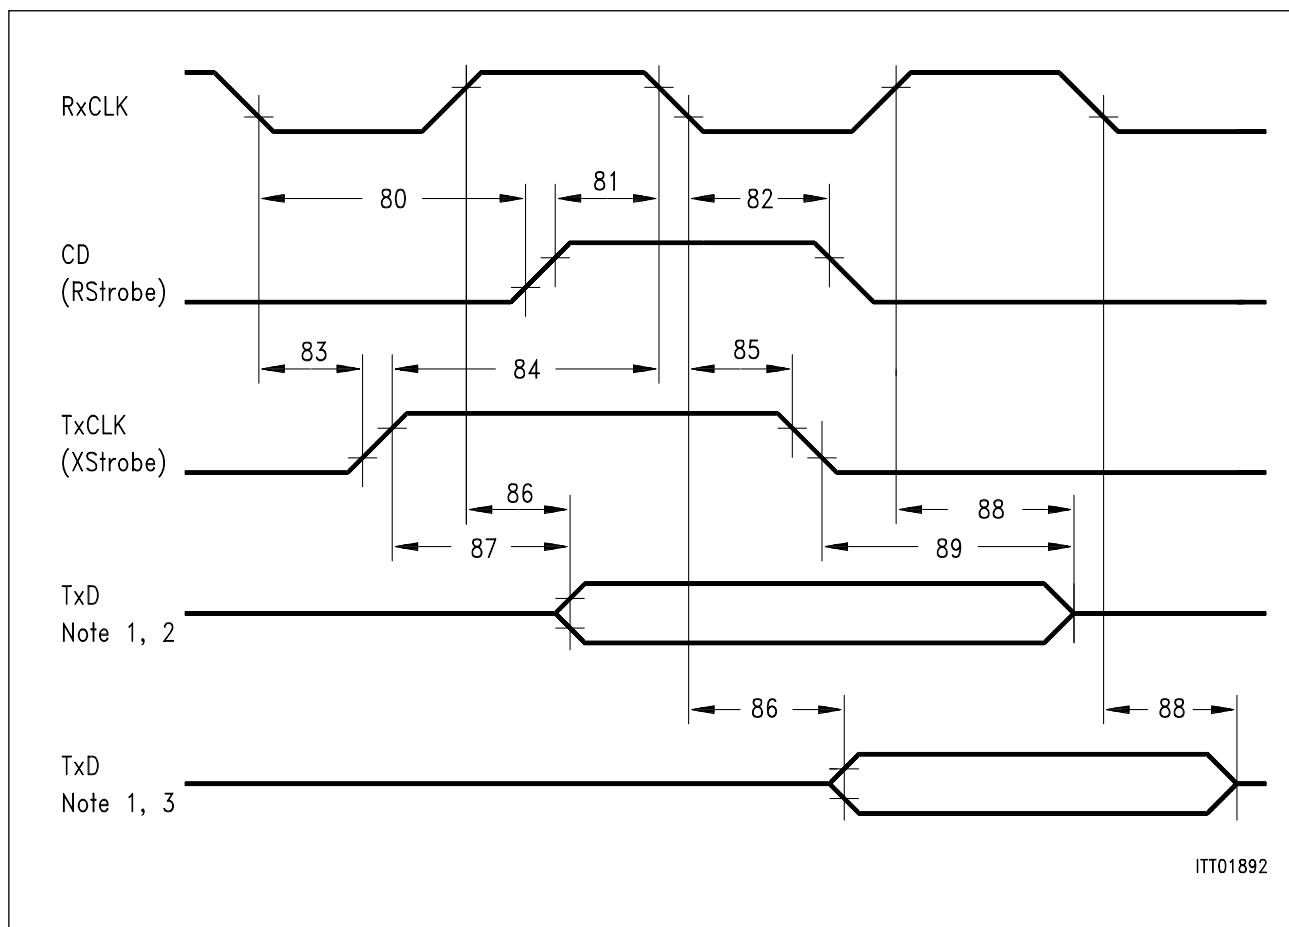 RxCLK
80
81
82
CD
(RStrobe)
83
84
85
TxCLK
(XStrobe)
86
87
88
89
TxD
Note 1, 2
86
88
TxD
Note 1, 3
ITT01892